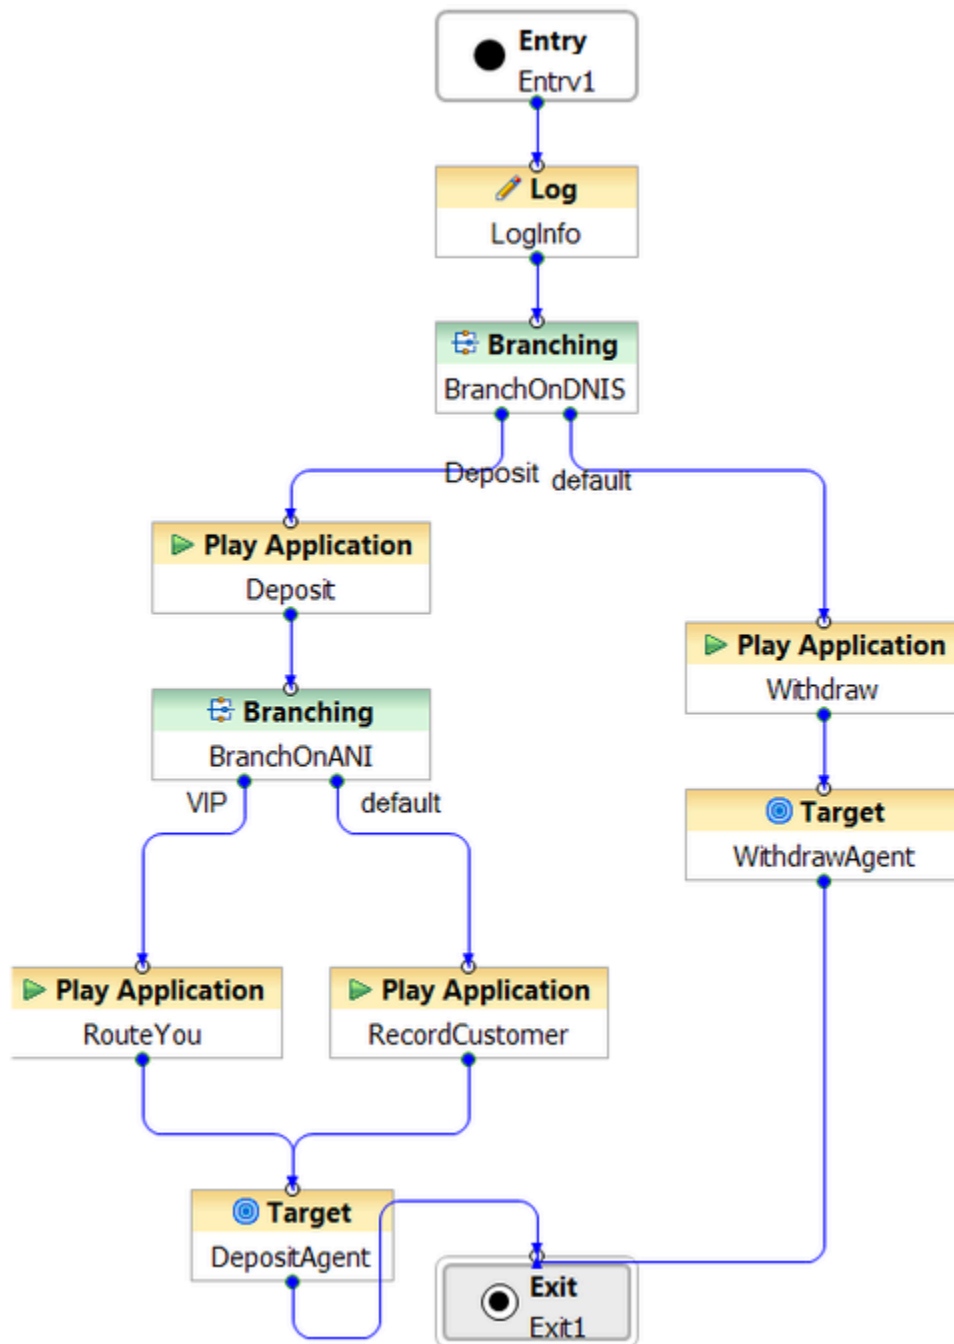 Entry
Entrv1
Log
LogInfo
Branching
BranchOnDNIS
Deposit
default
Play Application
Deposit
Play Application
Withdraw
Branching
BranchOnANI
VIP
default
Target
WithdrawAgent
Play Application
RouteYou
Play Application
RecordCustomer
Target
DepositAgent
Exit
Exit1